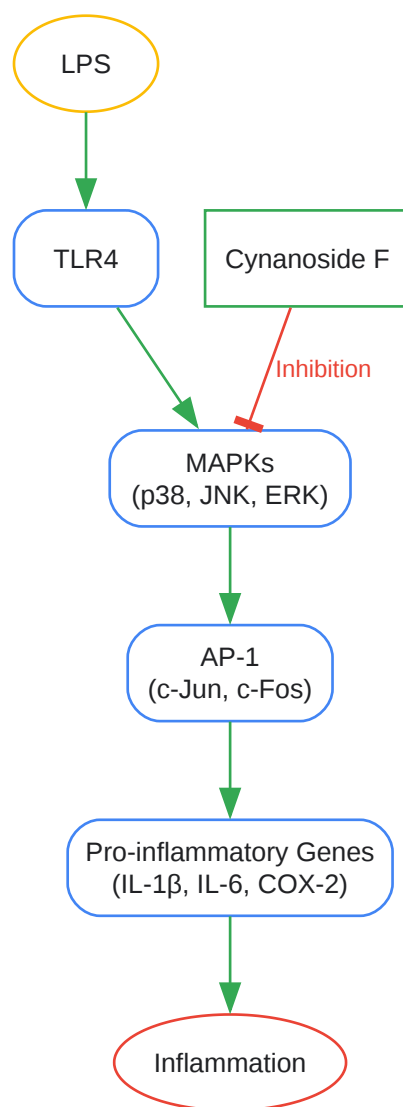 LPS
TLR4
Cynanoside F
Inhibition
MAPKs
(p38, JNK, ERK)
AP-1
(c-Jun, c-Fos)
Pro-inflammatory Genes
(IL-1β, IL-6, COX-2)
Inflammation